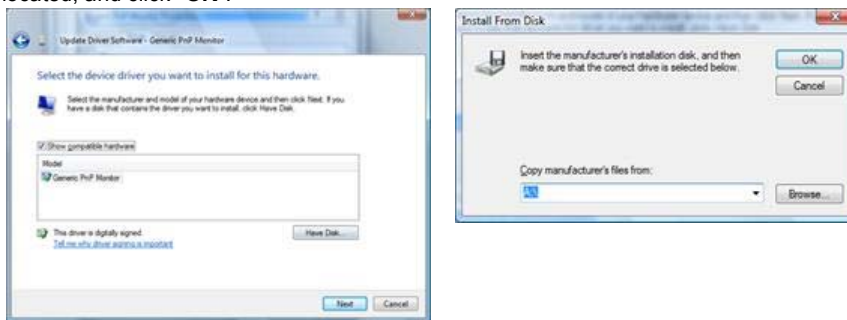 located, and click
Update Driver Software - Generic PnP Monitor
Select the device driver you want to install for this hardware.
Select the manufacturer and model of your hardware device and then click Next. If you
have a disk that contains the driver you want to install, click Have Disk.
Show compatible hardware
Model
Generic PnP Monitor
This driver is digitally signed.
Tell me why driver signing is important
Have Disk...
Next
Cancel
Install From Disk
Insert the manufacturer's installation disk, and then
make sure that the correct drive is selected below.
OK
Cancel
Copy manufacturer's files from:
A:\
Browse...